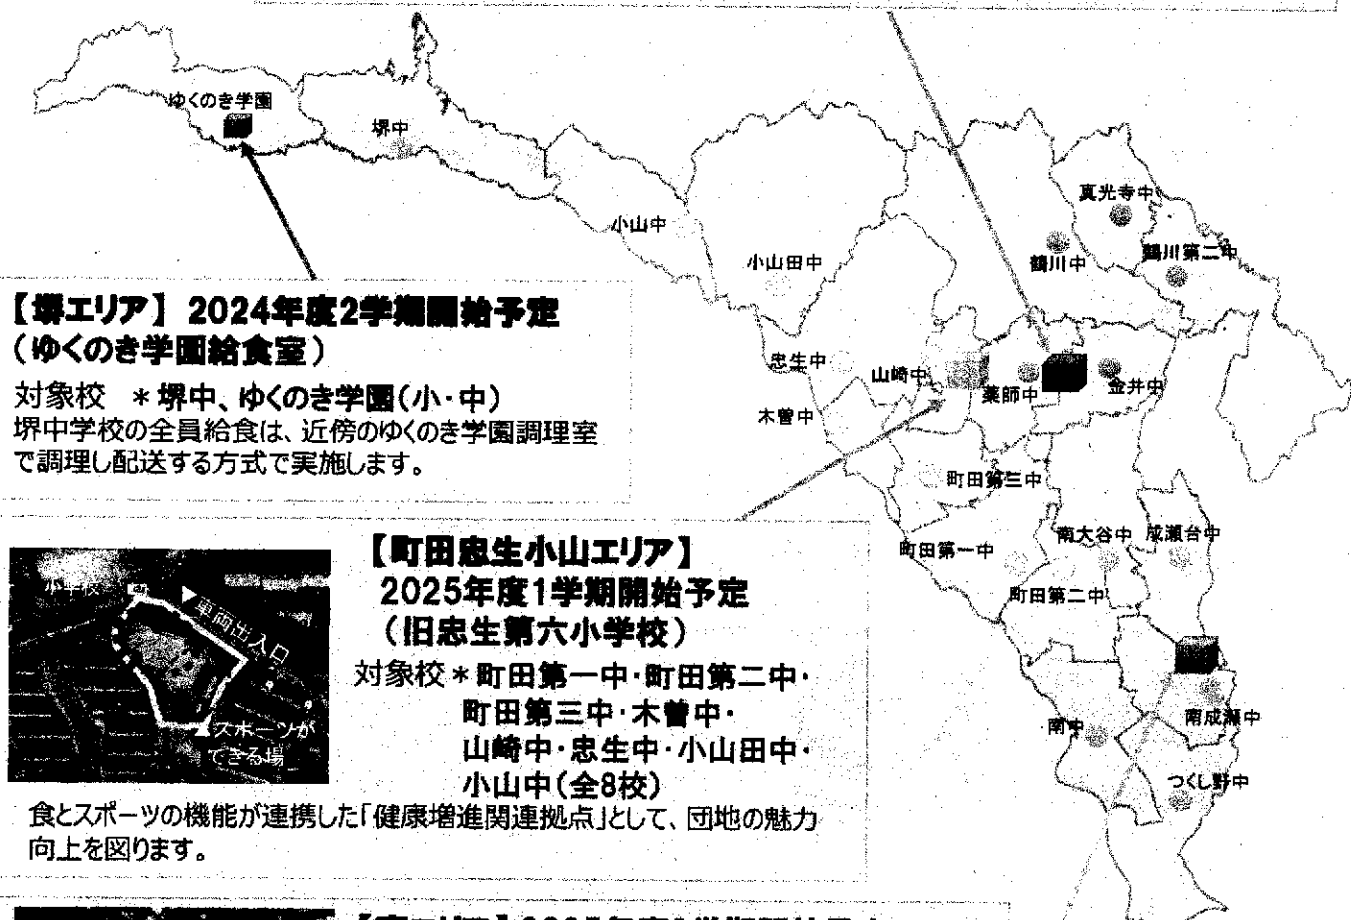 ゆくのき学園
堺中
小山中
小山田中
真光寺中
鶴川中
鶴川第二中
忠生中
山崎中
薬師中
金井中
木曽中
町田第三中
町田第一中
南大谷中
成瀬台中
町田第二中
南中
南成瀬中
つくし野中
【堺エリア】 2024年度2学期開始予定
(ゆくのき学園給食室)
対象校 *堺中、ゆくのき学園(小・中)
堺中学校の全員給食は、近傍のゆくのき学園調理室
で調理し配送する方式で実施します。
小学校
車両出入口
スポーツが
できる場
【町田忠生小山エリア】
2025年度1学期開始予定
(旧忠生第六小学校)
対象校*町田第一中・町田第二中・
町田第三中・木曽中・
山崎中・忠生中・小山田中・
小山中(全8校)
食とスポーツの機能が連携した「健康増進関連拠点」として、団地の魅力
向上を図ります。